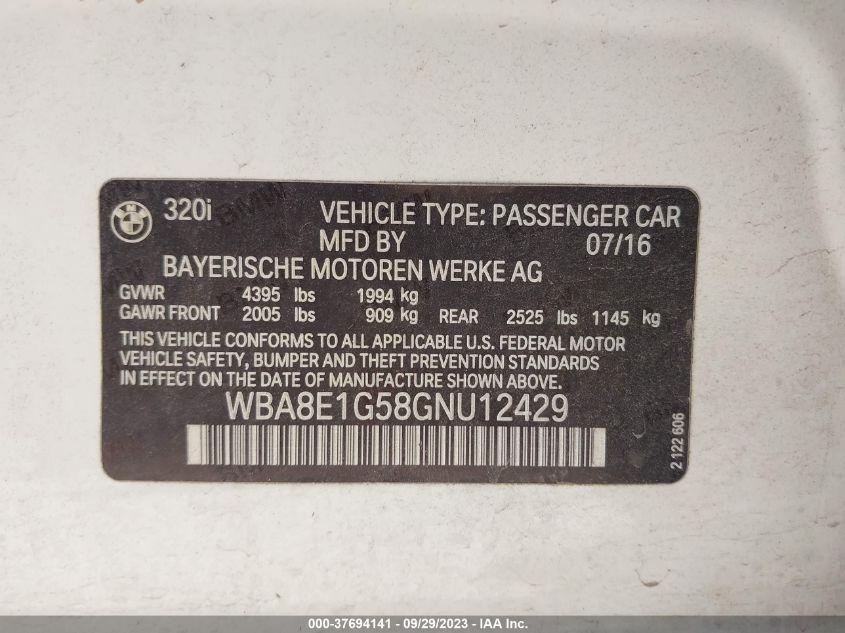 BMW 320i VEHICLE TYPE: PASSENGER CAR
MFD BY 07/16
BAYERISCHE MOTOREN WERKE AG
GVWR 4395 lbs 1994 kg
GAWR FRONT 2005 lbs 909 kg REAR 2525 lbs 1145 kg
THIS VEHICLE CONFORMS TO ALL APPLICABLE U.S. FEDERAL MOTOR
VEHICLE SAFETY, BUMPER AND THEFT PREVENTION STANDARDS
IN EFFECT ON THE DATE OF MANUFACTURE SHOWN ABOVE.
WBA8E1G58GNU12429
2 122 606
000-37694141 - 09/29/2023 - IAA Inc.